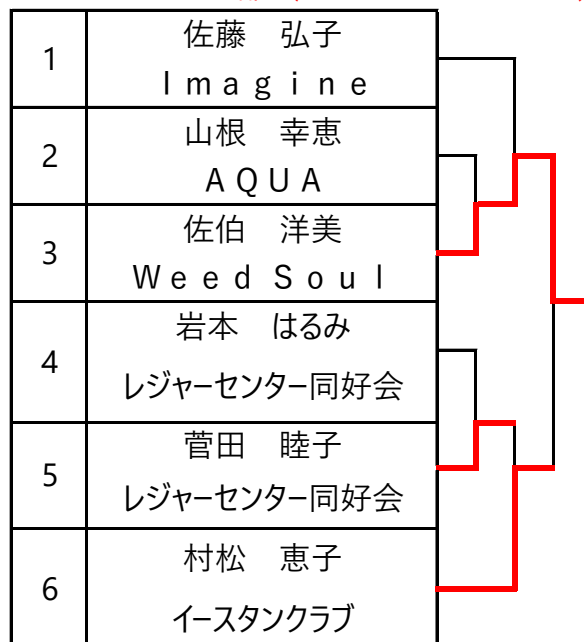 1
佐藤　弘子
Ｉｍａｇｉｎｅ
2
山根　幸恵
ＡＱＵＡ
3
佐伯　洋美
Ｗｅｅｄ Ｓｏｕｌ
4
岩本　はるみ
レジャーセンター同好会
5
菅田　睦子
レジャーセンター同好会
6
村松　恵子
イースタンクラブ